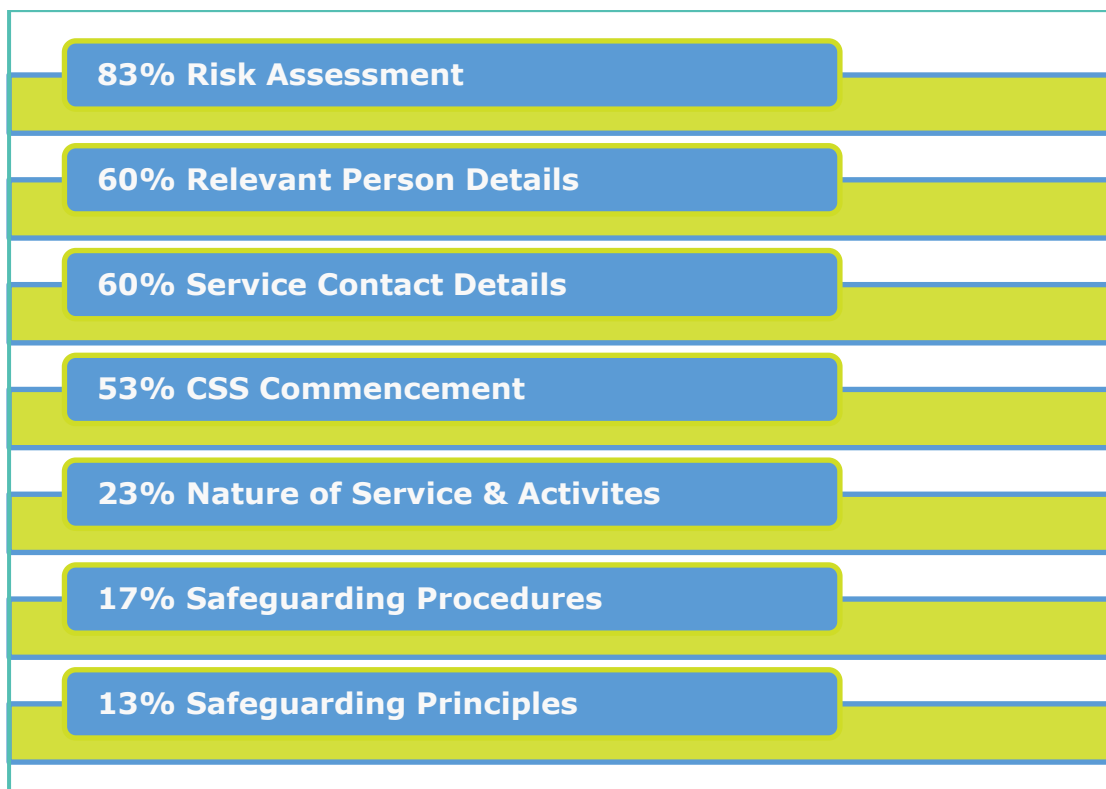 83% Risk Assessment
60% Relevant Person Details
60% Service Contact Details
53% CSS Commencement
23% Nature of Service & Activites
17% Safeguarding Procedures
13% Safeguarding Principles